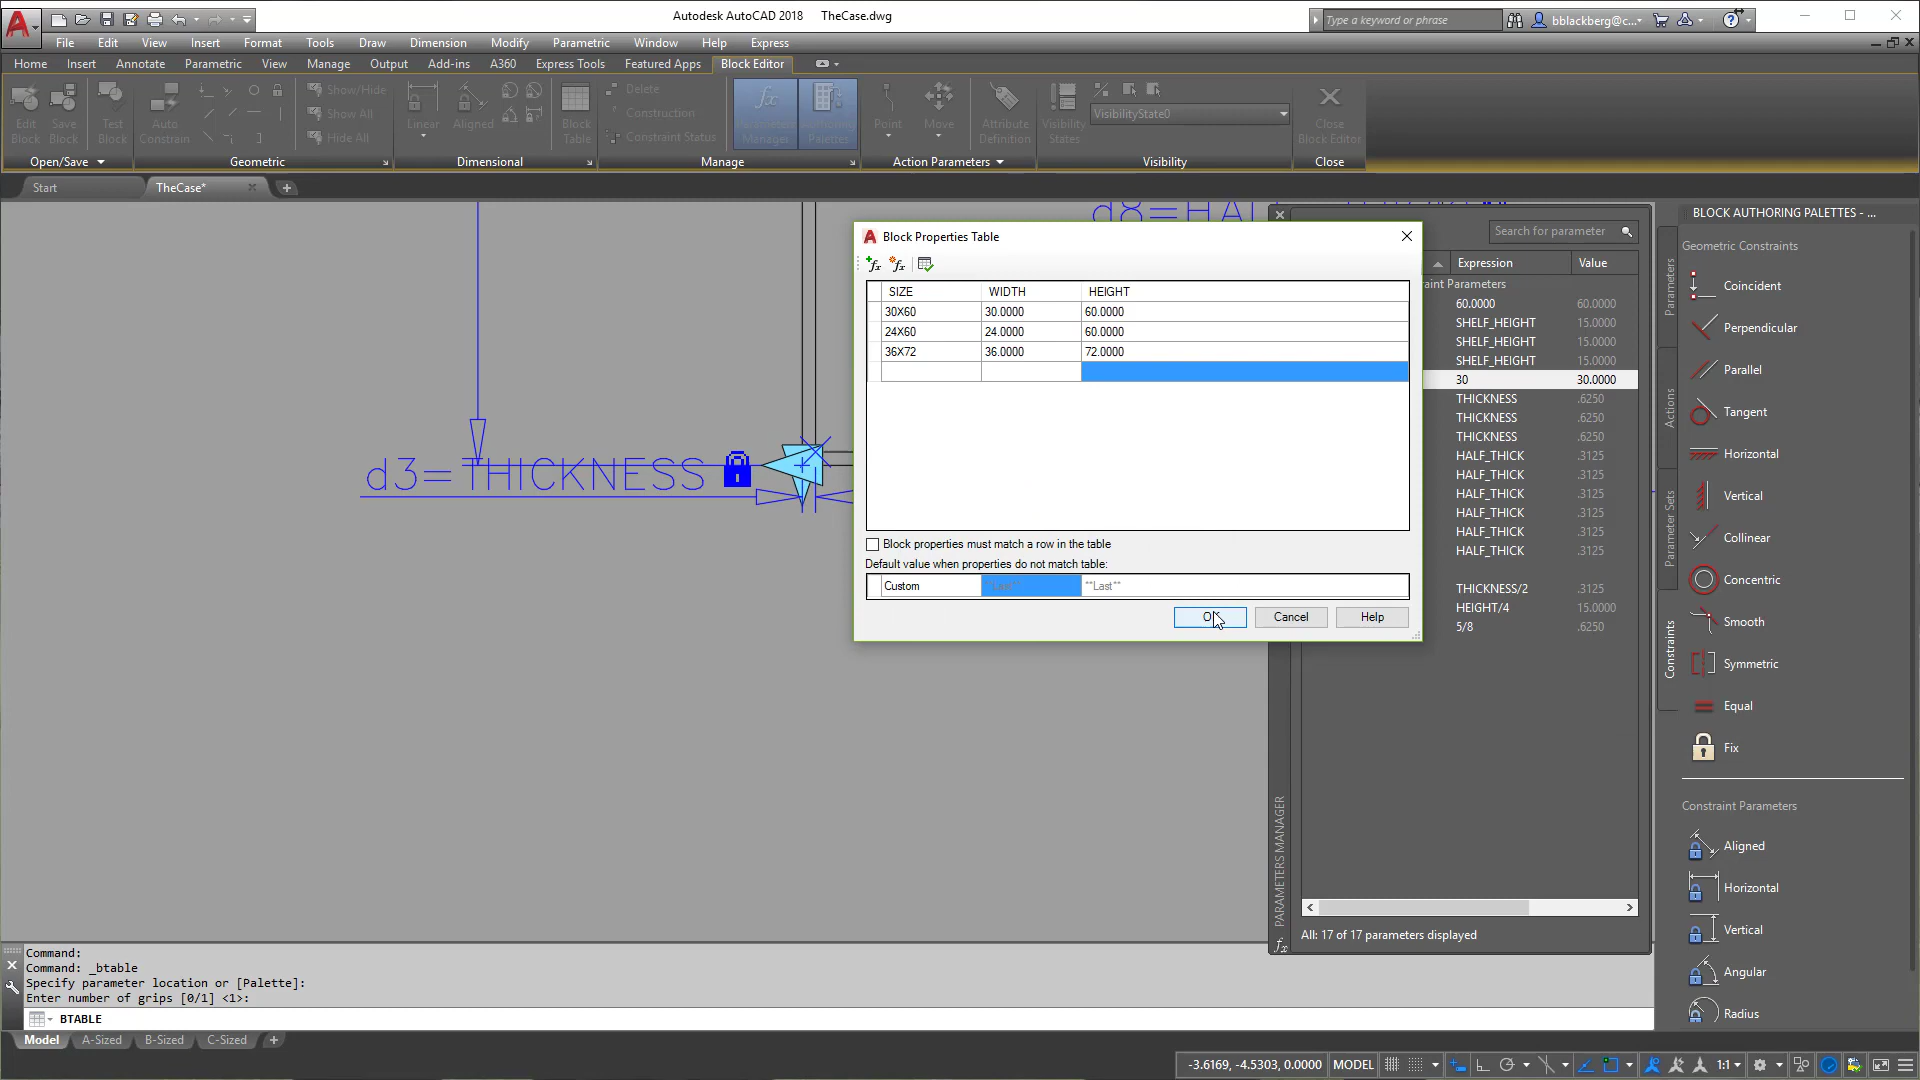 Autodesk AutoCAD 2018 TheCase.dwg
Type a keyword or phrase
bblackberg@c...
File Edit View Insert Format Tools Draw Dimension Modify Parametric Window Help Express
Home Insert Annotate Parametric View Manage Output Add-ins A360 Express Tools Featured Apps Block Editor
Edit Block
Save Block
Test Block
Auto Constrain
Show/Hide
Show All
Hide All
Linear
Aligned
Block Table
Delete
Construction
Constraint Status
Parameters Manager
Authoring Palettes
Point
Move
Attribute Definition
Visibility States
VisibilityState0
Close Block Editor
Open/Save Geometric Dimensional Manage Action Parameters Visibility Close
Start TheCase*
d3=THICKNESS
Block Properties Table
SIZE WIDTH HEIGHT
30X60 30.0000 60.0000
24X60 24.0000 60.0000
36X72 36.0000 72.0000
Block properties must match a row in the table
Default value when properties do not match table:
Custom **Last**
Cancel Help
Search for parameter
Expression Value
aint Parameters
60.0000 60.0000
SHELF_HEIGHT 15.0000
SHELF_HEIGHT 15.0000
SHELF_HEIGHT 15.0000
30 30.0000
THICKNESS .6250
THICKNESS .6250
THICKNESS .6250
HALF_THICK .3125
HALF_THICK .3125
HALF_THICK .3125
HALF_THICK .3125
HALF_THICK .3125
HALF_THICK .3125
THICKNESS/2 .3125
HEIGHT/4 15.0000
5/8 .6250
All: 17 of 17 parameters displayed
PARAMETERS MANAGER
BLOCK AUTHORING PALETTES - ...
Parameters
Actions
Parameter Sets
Constraints
Geometric Constraints
Coincident
Perpendicular
Parallel
Tangent
Horizontal
Vertical
Collinear
Concentric
Smooth
Symmetric
Equal
Fix
Constraint Parameters
Aligned
Horizontal
Vertical
Angular
Radius
Command:
Command: _btable
Specify parameter location or [Palette]:
Enter number of grips [0/1] <1>:
BTABLE
Model A-Sized B-Sized C-Sized
-3.6169, -4.5303, 0.0000 MODEL 1:1